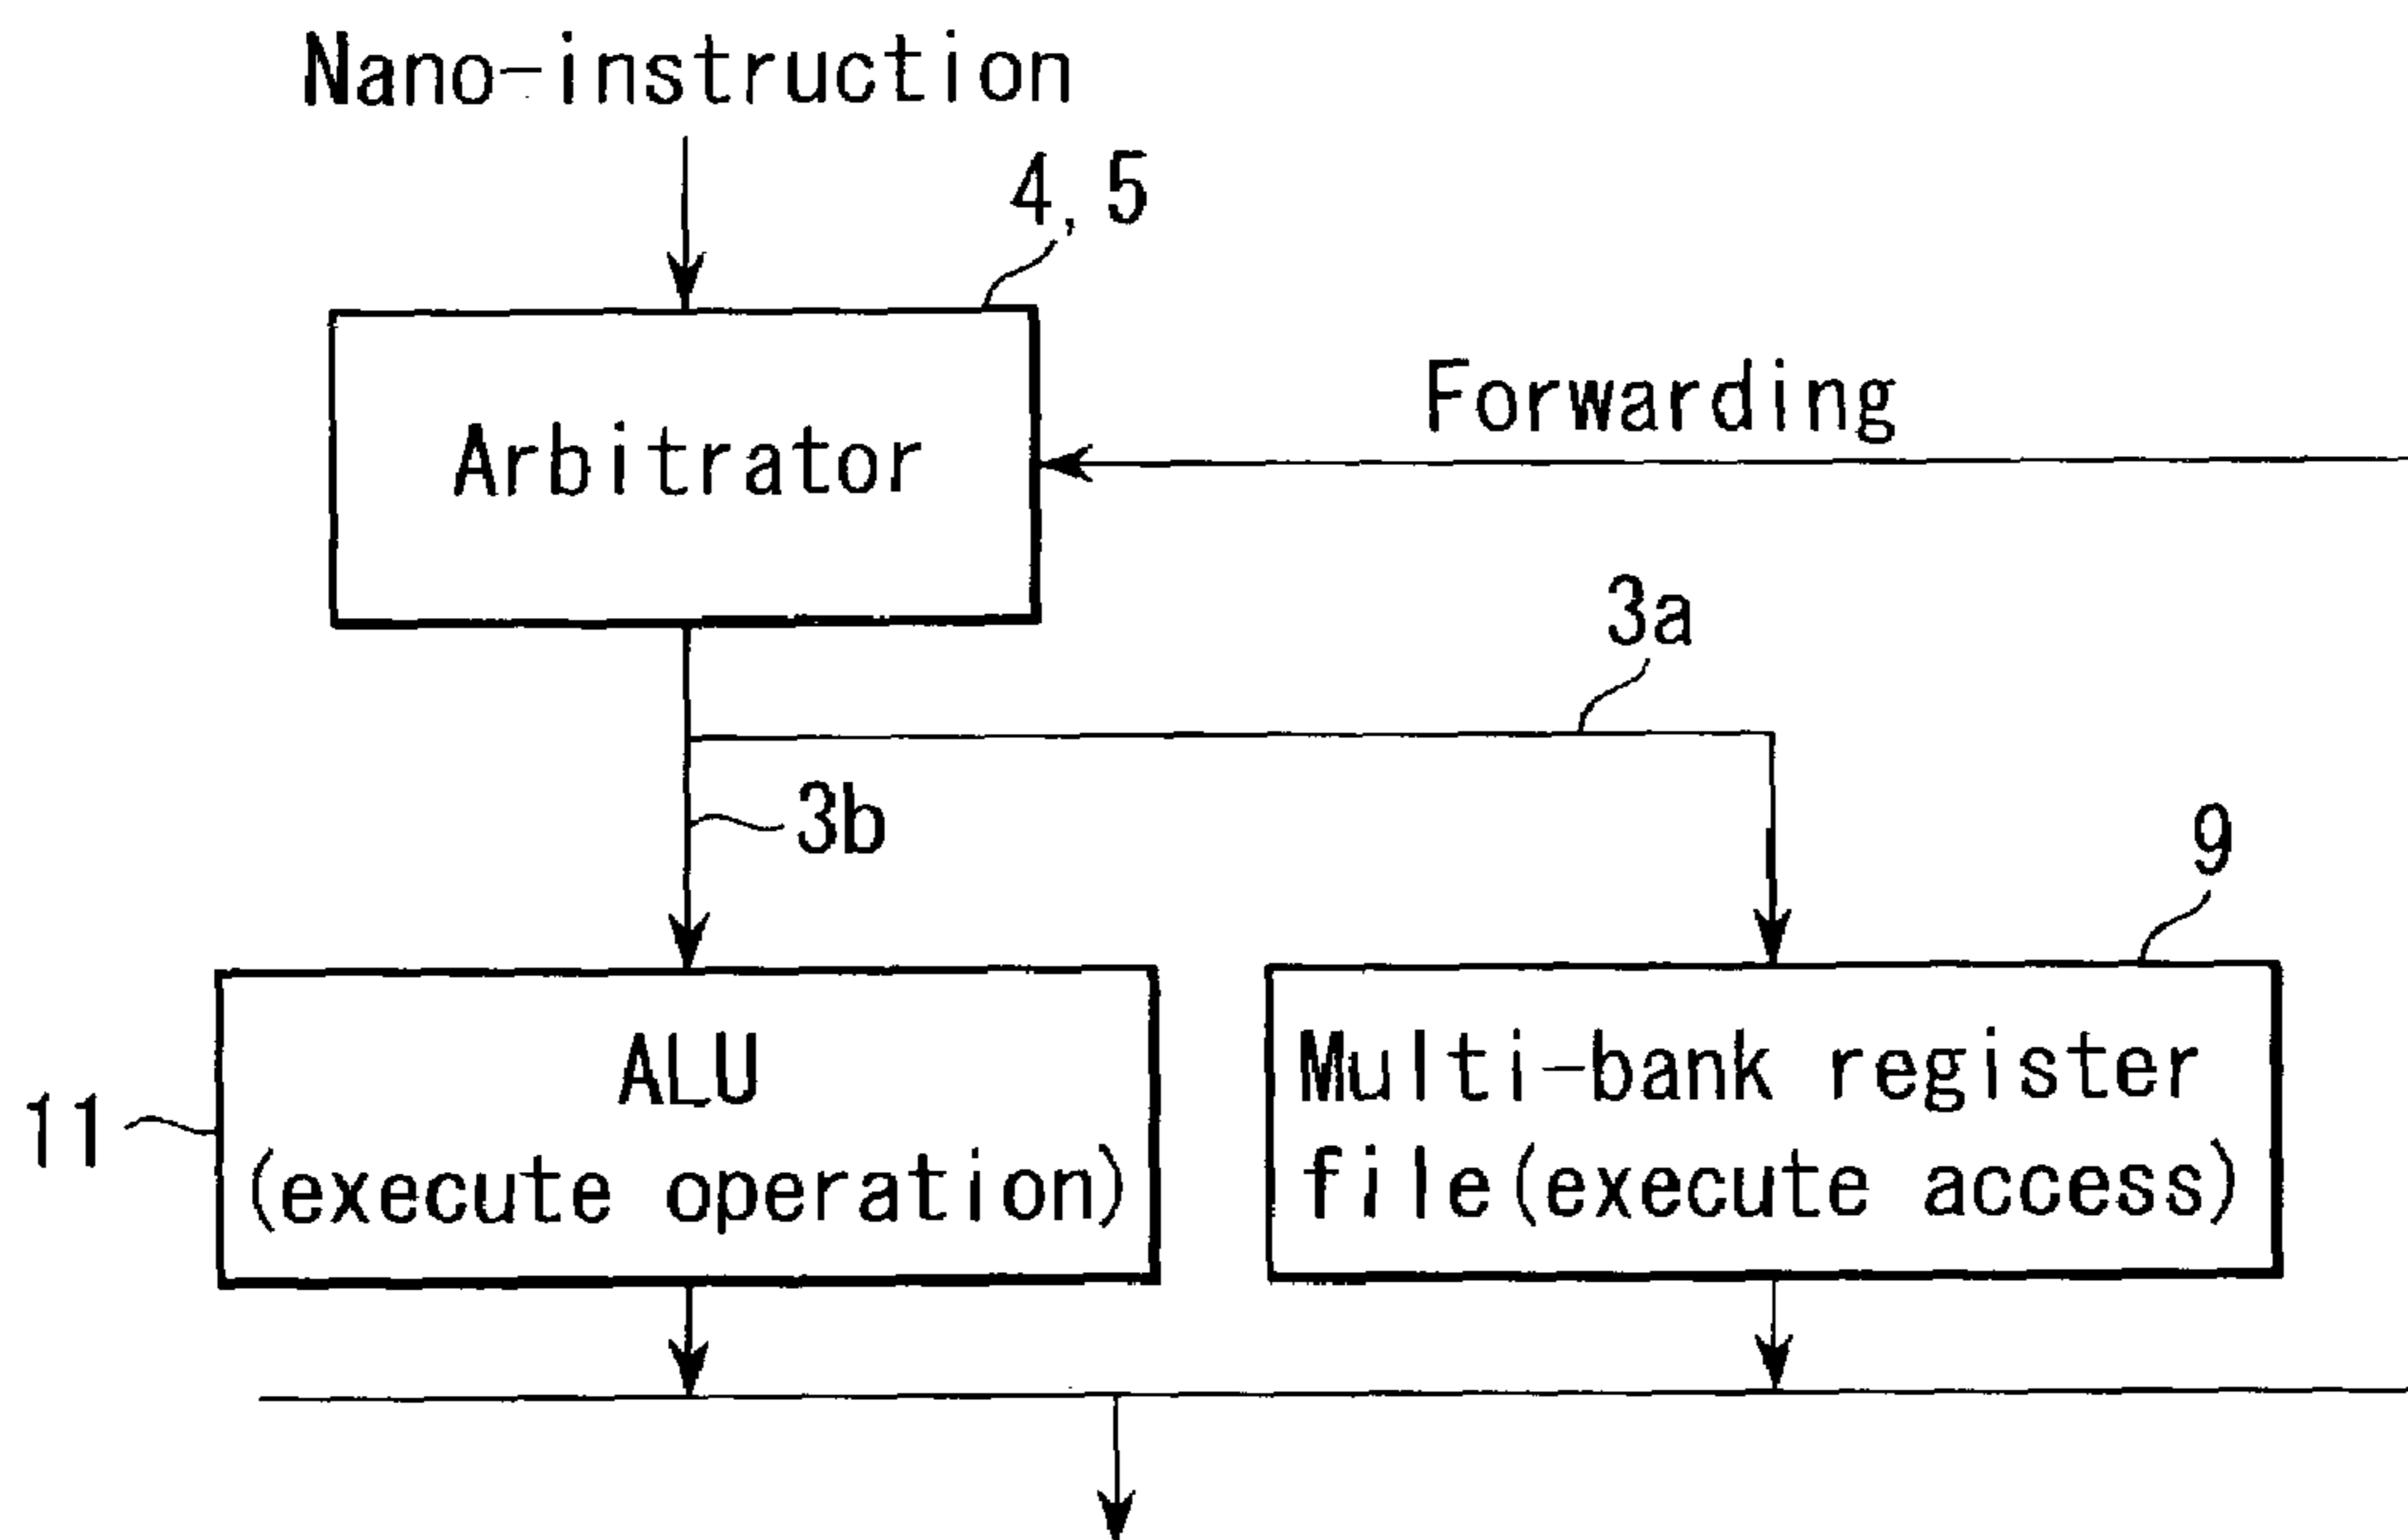 Nano-instruction
4, 5
Arbitrator
Forwarding
3a
3b
9
11
ALU
(execute operation)
Multi-bank register
file(execute access)